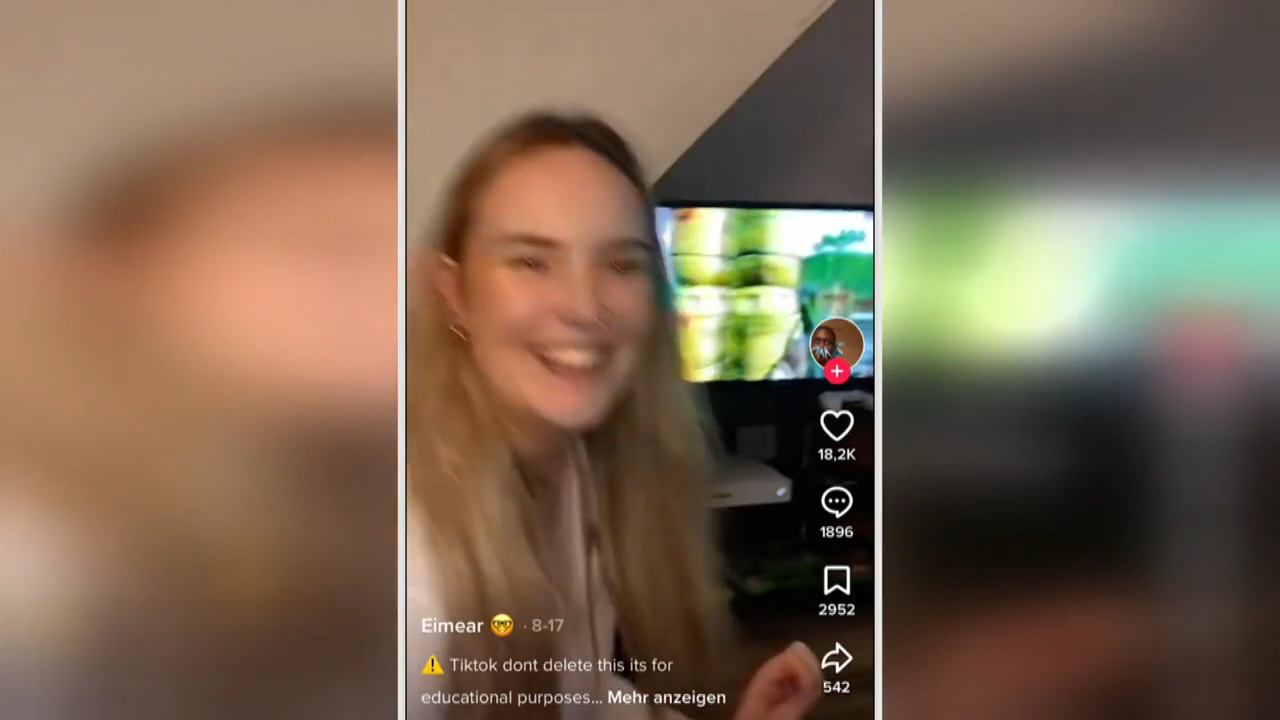 18,2K
1896
2952
542
Eimear 🤓 · 8-17
⚠️ Tiktok dont delete this its for
educational purposes... Mehr anzeigen